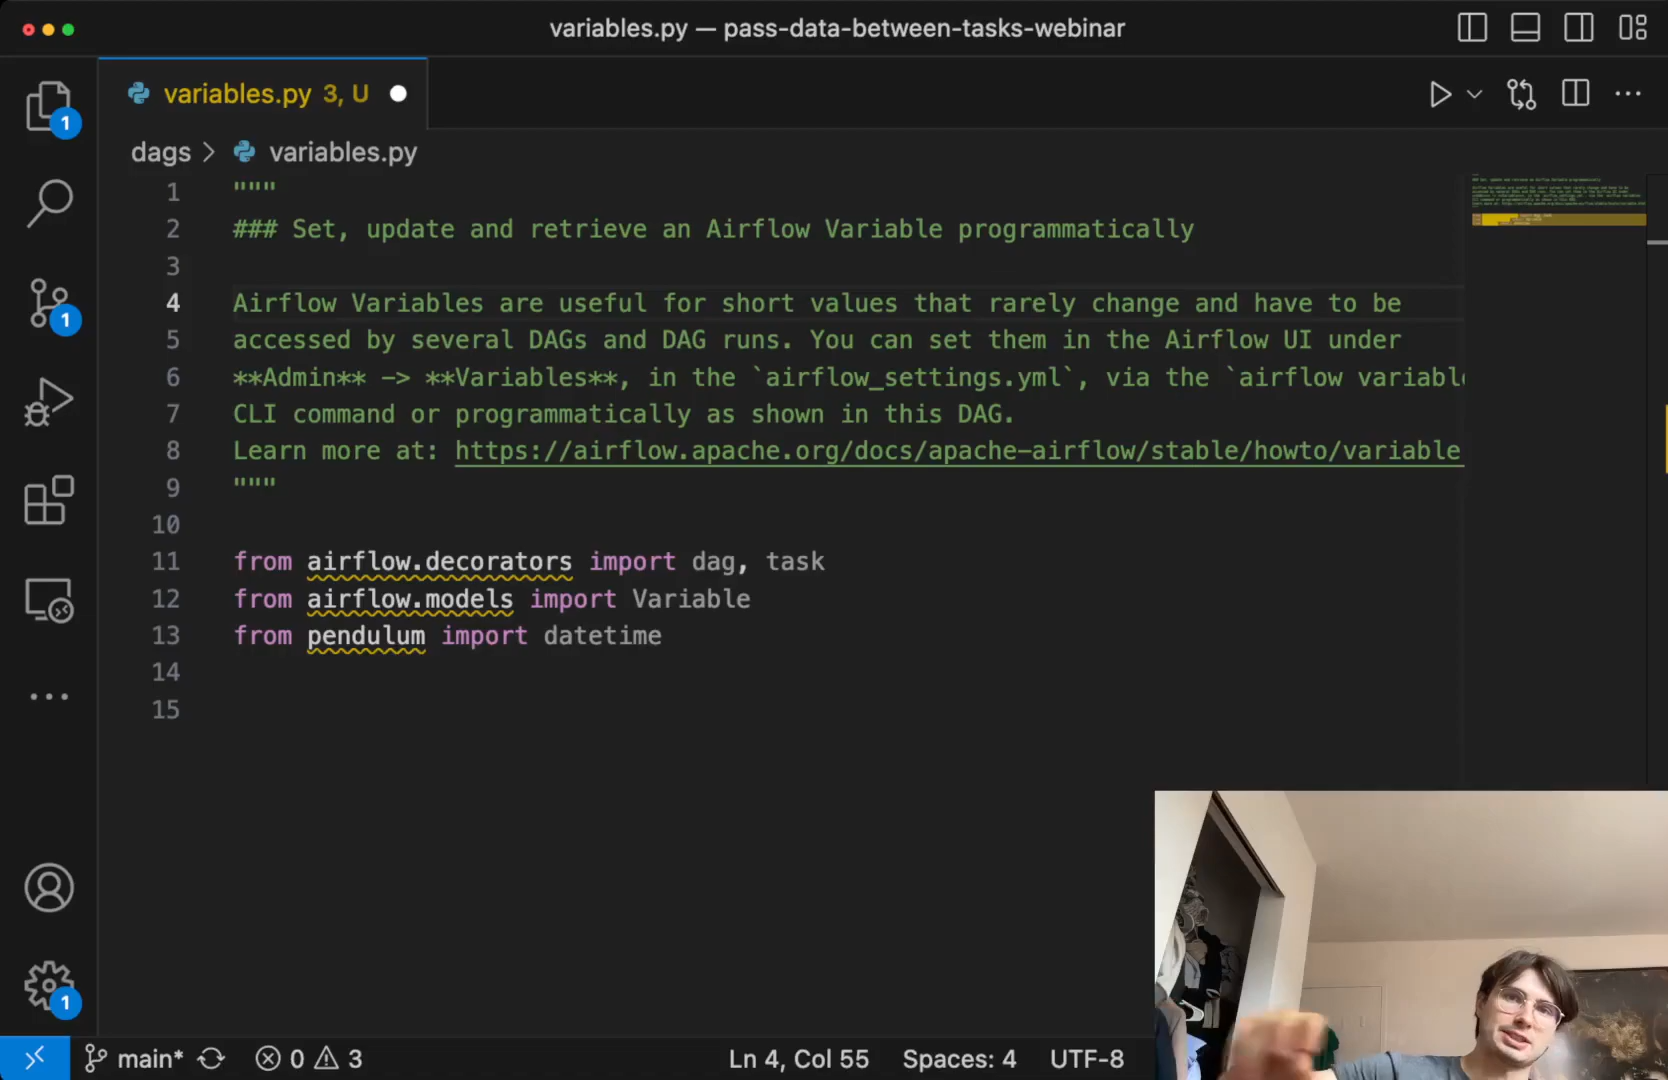 variables.py — pass-data-between-tasks-webinar
variables.py 3, U
dags > variables.py
1 """
2 ### Set, update and retrieve an Airflow Variable programmatically
3
4 Airflow Variables are useful for short values that rarely change and have to be
5 accessed by several DAGs and DAG runs. You can set them in the Airflow UI under
6 **Admin** -> **Variables**, in the `airflow_settings.yml`, via the `airflow variabl
7 CLI command or programmatically as shown in this DAG.
8 Learn more at: https://airflow.apache.org/docs/apache-airflow/stable/howto/variable
9 """
10
11 from airflow.decorators import dag, task
12 from airflow.models import Variable
13 from pendulum import datetime
14
15
1
1
1
main* 0 3 Ln 4, Col 55 Spaces: 4 UTF-8